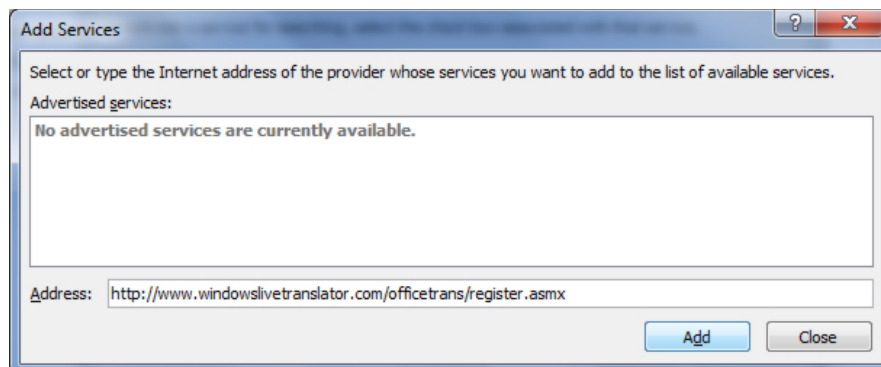 Add Services
Select or type the Internet address of the provider whose services you want to add to the list of available services.
Advertised services:
No advertised services are currently available.
Address: http://www.windowslivetranslator.com/officetrans/register.asmx
Add Close